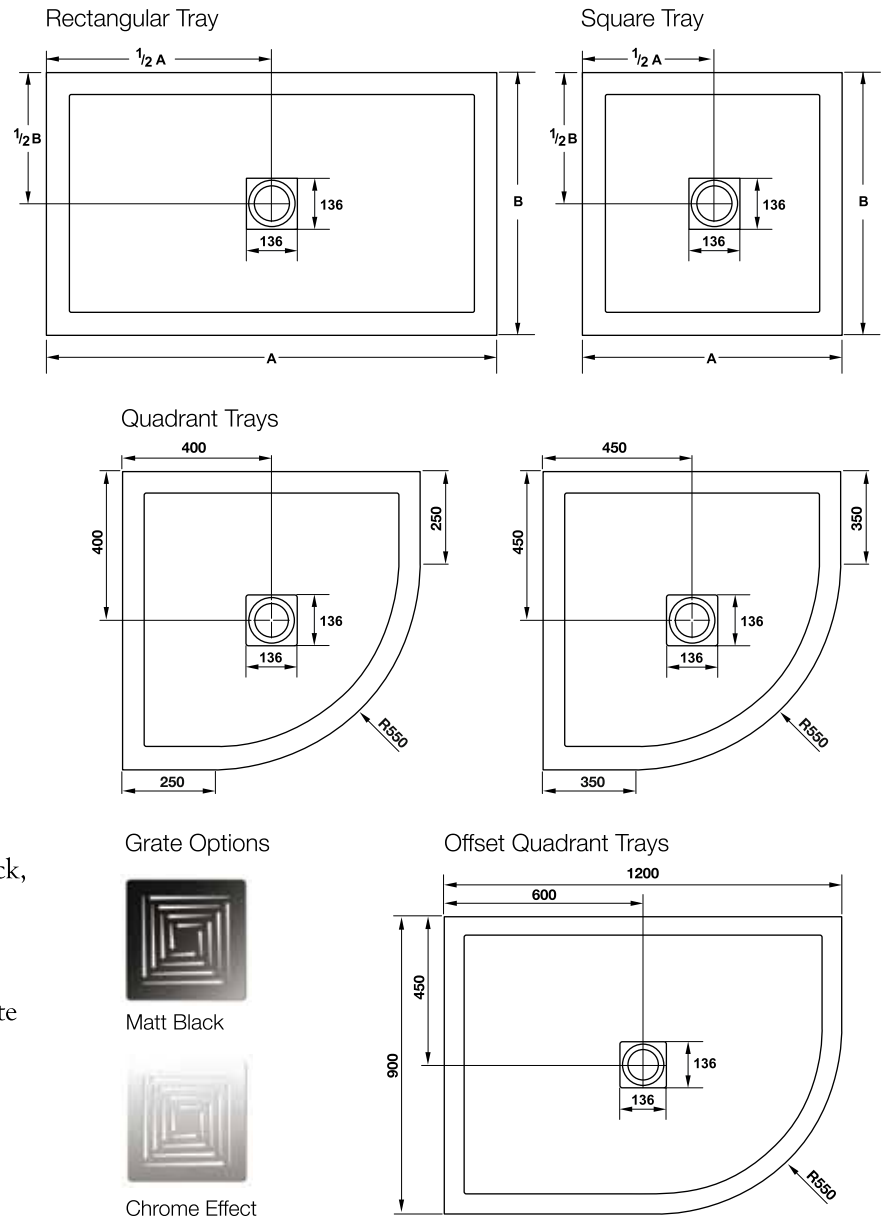 Rectangular Tray
1/2 A
1/2 B
136
136
B
A
Square Tray
1/2 A
1/2 B
136
136
B
A
Quadrant Trays
400
400
250
136
136
R550
250
450
450
350
136
136
R550
350
ck,
te
Grate Options
Matt Black
Chrome Effect
Offset Quadrant Trays
1200
600
450
900
136
136
R550